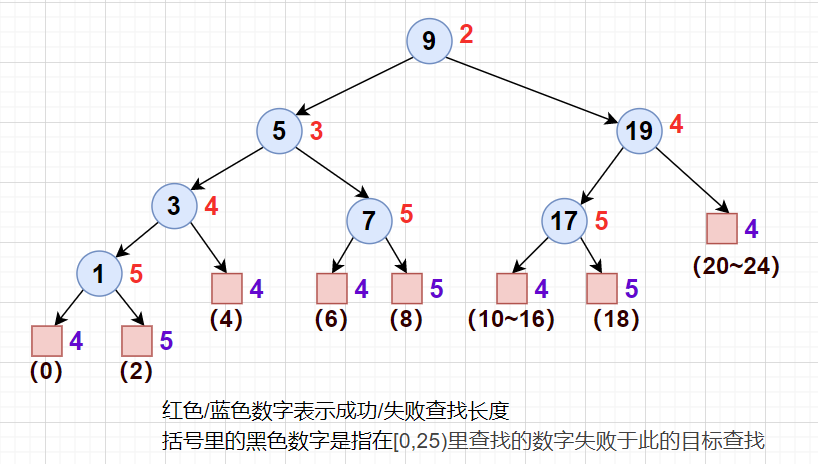 9 2
5 3 19 4
3 4 7 5 17 5 4
(20~24)
1 5 4 4 5 4 5
(4) (6) (8) (10~16) (18)
4 5
(0) (2)
红色/蓝色数字表示成功/失败查找长度
括号里的黑色数字是指在[0,25)里查找的数字失败于此的目标查找